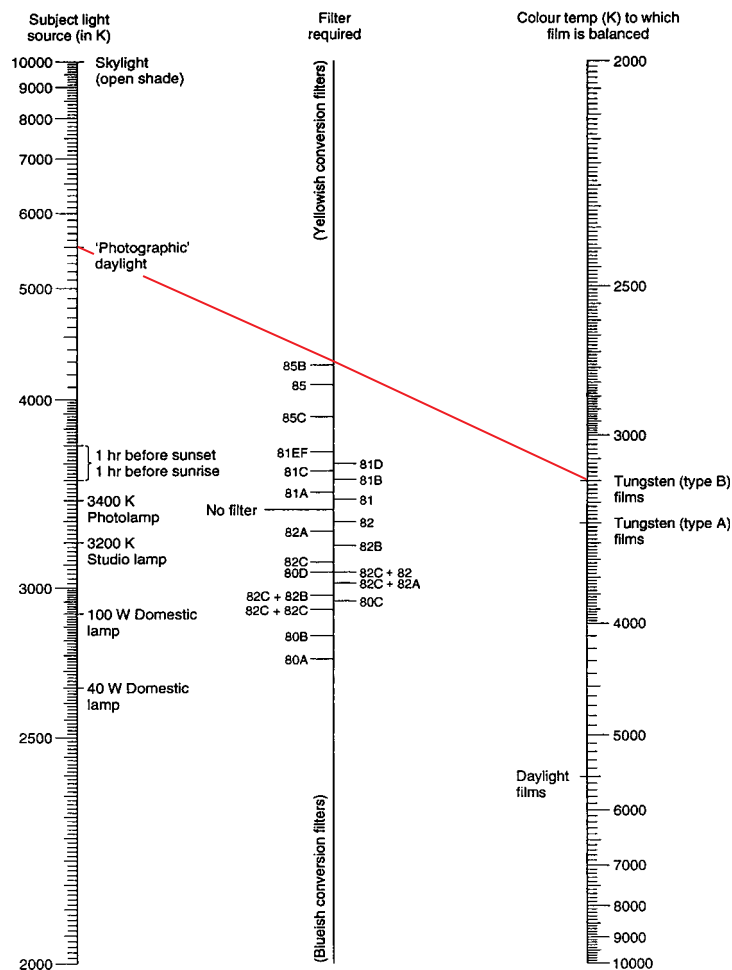 Subject light
source (in K)
Filter
required
Colour temp (K) to which
film is balanced
10000
9000
8000
7000
6000
5000
4000
3000
2500
2000
Skylight
(open shade)
'Photographic'
daylight
1 hr before sunset
1 hr before sunrise
3400 K
Photolamp
3200 K
Studio lamp
100 W Domestic
lamp
40 W Domestic
lamp
(Yellowish conversion filters)
85B
85
85C
81EF
81D
81C
81B
81A
81
No filter
82
82A
82B
82C
80D
82C + 82
82C + 82A
82C + 82B
80C
82C + 82C
80B
80A
(Blueish conversion filters)
2000
2500
3000
Tungsten (type B)
films
Tungsten (type A)
films
4000
5000
Daylight
films
6000
7000
8000
9000
10000